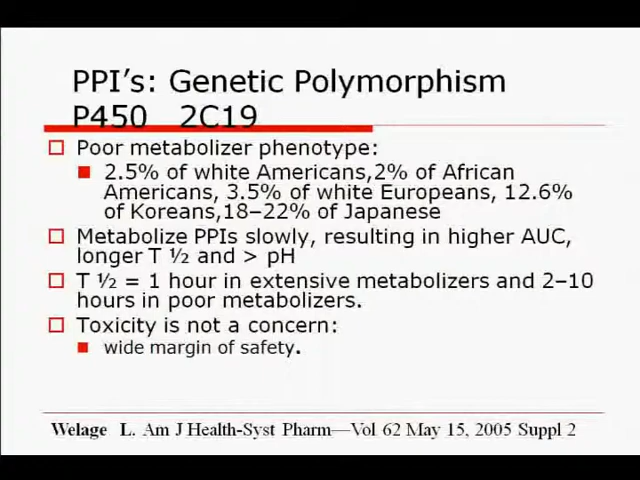 PPI's: Genetic Polymorphism
P450 2C19
Poor metabolizer phenotype:
2.5% of white Americans,2% of African
Americans, 3.5% of white Europeans, 12.6%
of Koreans,18–22% of Japanese
Metabolize PPIs slowly, resulting in higher AUC,
longer T ½ and > pH
T ½ = 1 hour in extensive metabolizers and 2–10
hours in poor metabolizers.
Toxicity is not a concern:
wide margin of safety.
Welage L. Am J Health-Syst Pharm—Vol 62 May 15, 2005 Suppl 2